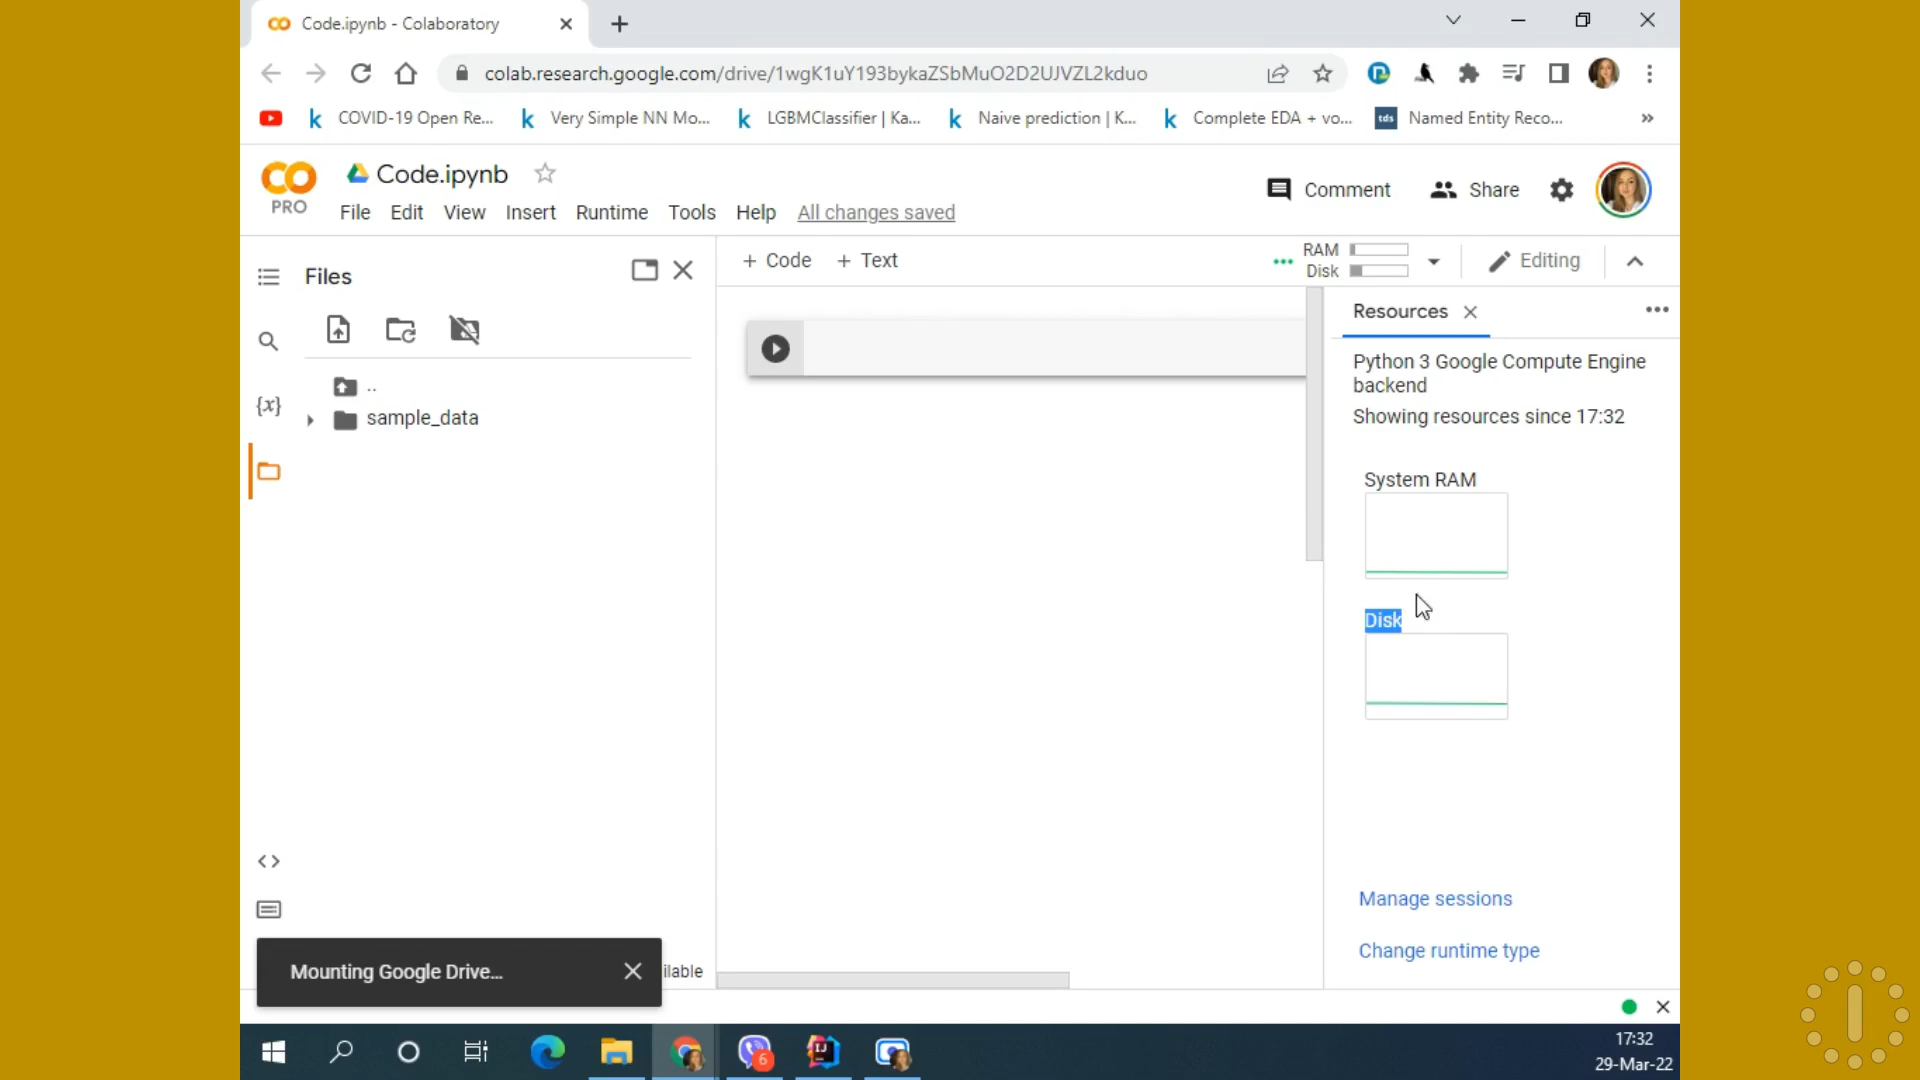 Code.ipynb - Colaboratory
colab.research.google.com/drive/1wgK1uY193bykaZSbMuO2D2UJVZL2kduo
COVID-19 Open Re...
Very Simple NN Mo...
LGBMClassifier | Ka...
Naive prediction | K...
Complete EDA + vo...
tds
Named Entity Reco...
PRO
Code.ipynb
File Edit View Insert Runtime Tools Help All changes saved
Comment
Share
Files
+ Code + Text
RAM
Disk
Editing
Resources
Python 3 Google Compute Engine
backend
Showing resources since 17:32
..
sample_data
{x}
System RAM
Disk
Manage sessions
Change runtime type
Mounting Google Drive...
ilable
6
IJ
17:32
29-Mar-22